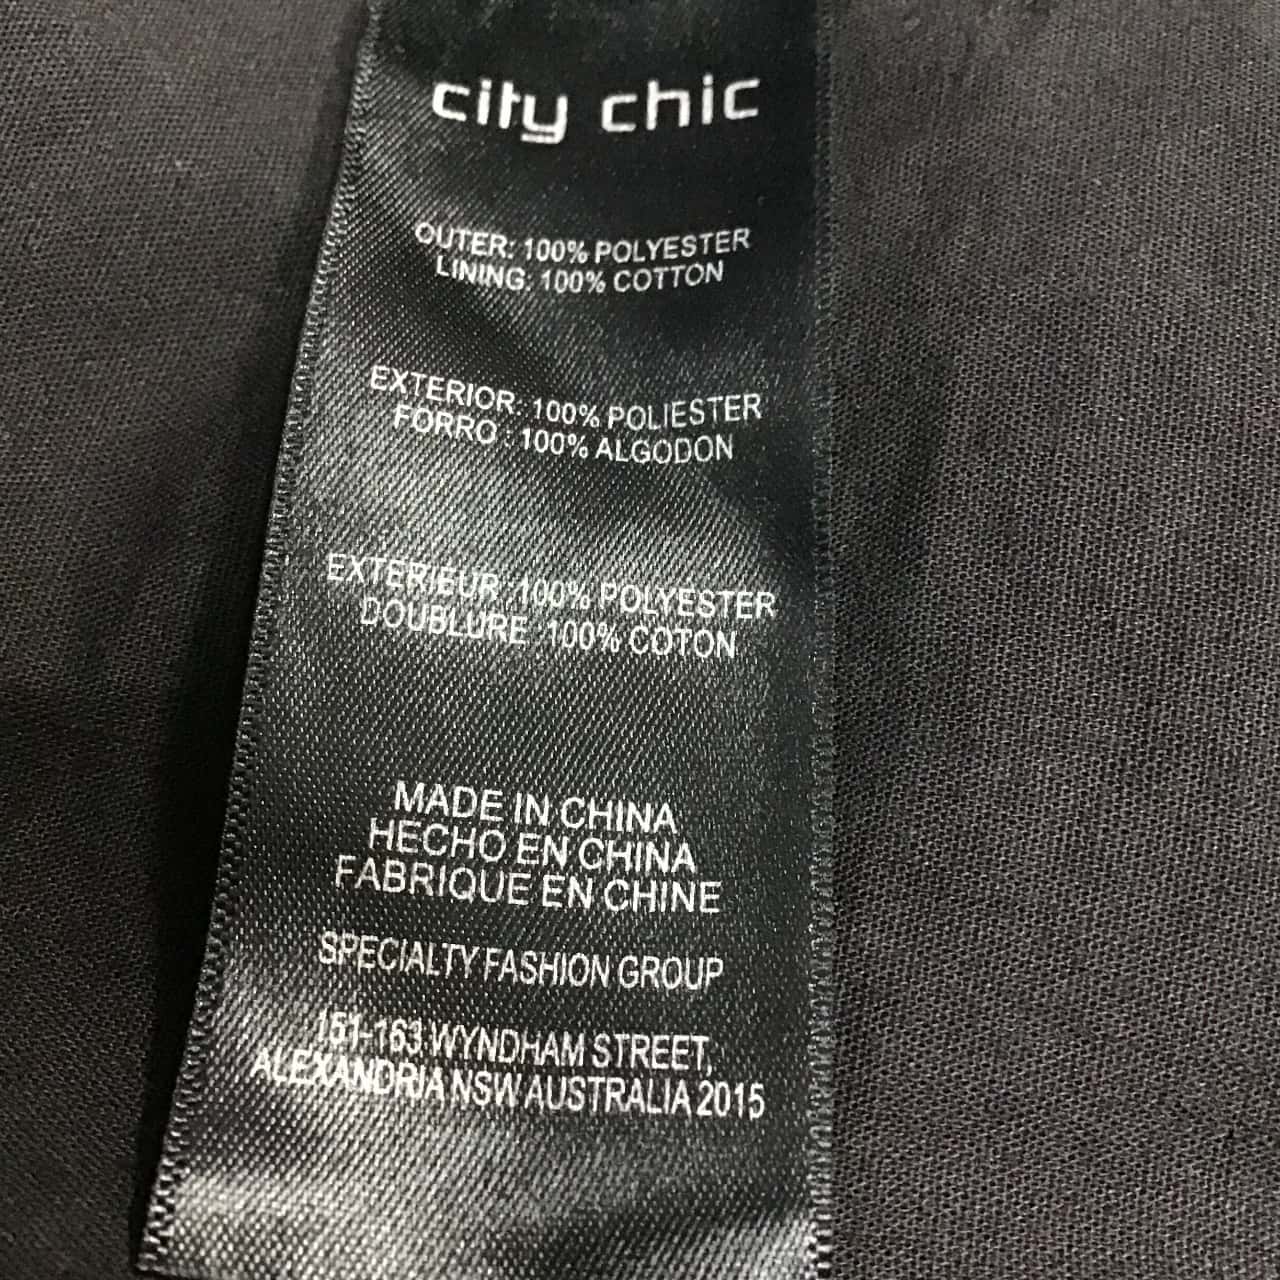 city chic
OUTER: 100% POLYESTER
LINING: 100% COTTON
EXTERIOR: 100% POLIESTER
FORRO : 100% ALGODON
EXTERIEUR :100% POLYESTER
DOUBLURE :100% COTON
MADE IN CHINA
HECHO EN CHINA
FABRIQUE EN CHINE
SPECIALTY FASHION GROUP
151-163 WYNDHAM STREET,
ALEXANDRIA NSW AUSTRALIA 2015